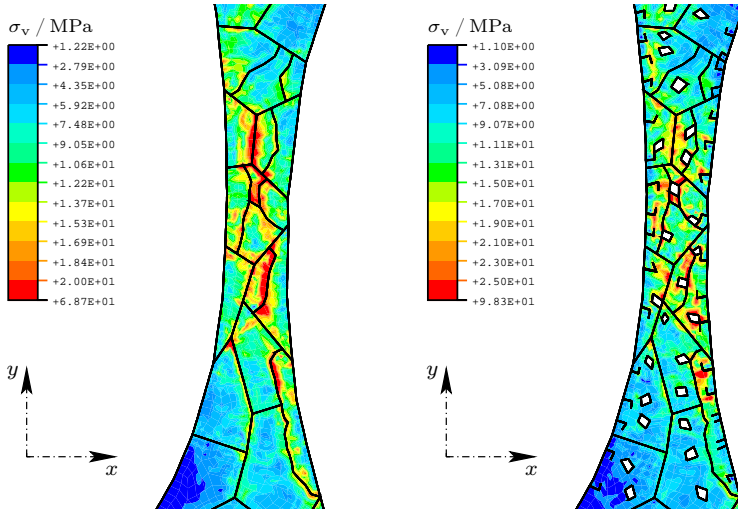 σv / MPa
+1.22E+00
+2.79E+00
+4.35E+00
+5.92E+00
+7.48E+00
+9.05E+00
+1.06E+01
+1.22E+01
+1.37E+01
+1.53E+01
+1.69E+01
+1.84E+01
+2.00E+01
+6.87E+01
y
x
σv / MPa
+1.10E+00
+3.09E+00
+5.08E+00
+7.08E+00
+9.07E+00
+1.11E+01
+1.31E+01
+1.50E+01
+1.70E+01
+1.90E+01
+2.10E+01
+2.30E+01
+2.50E+01
+9.83E+01
y
x